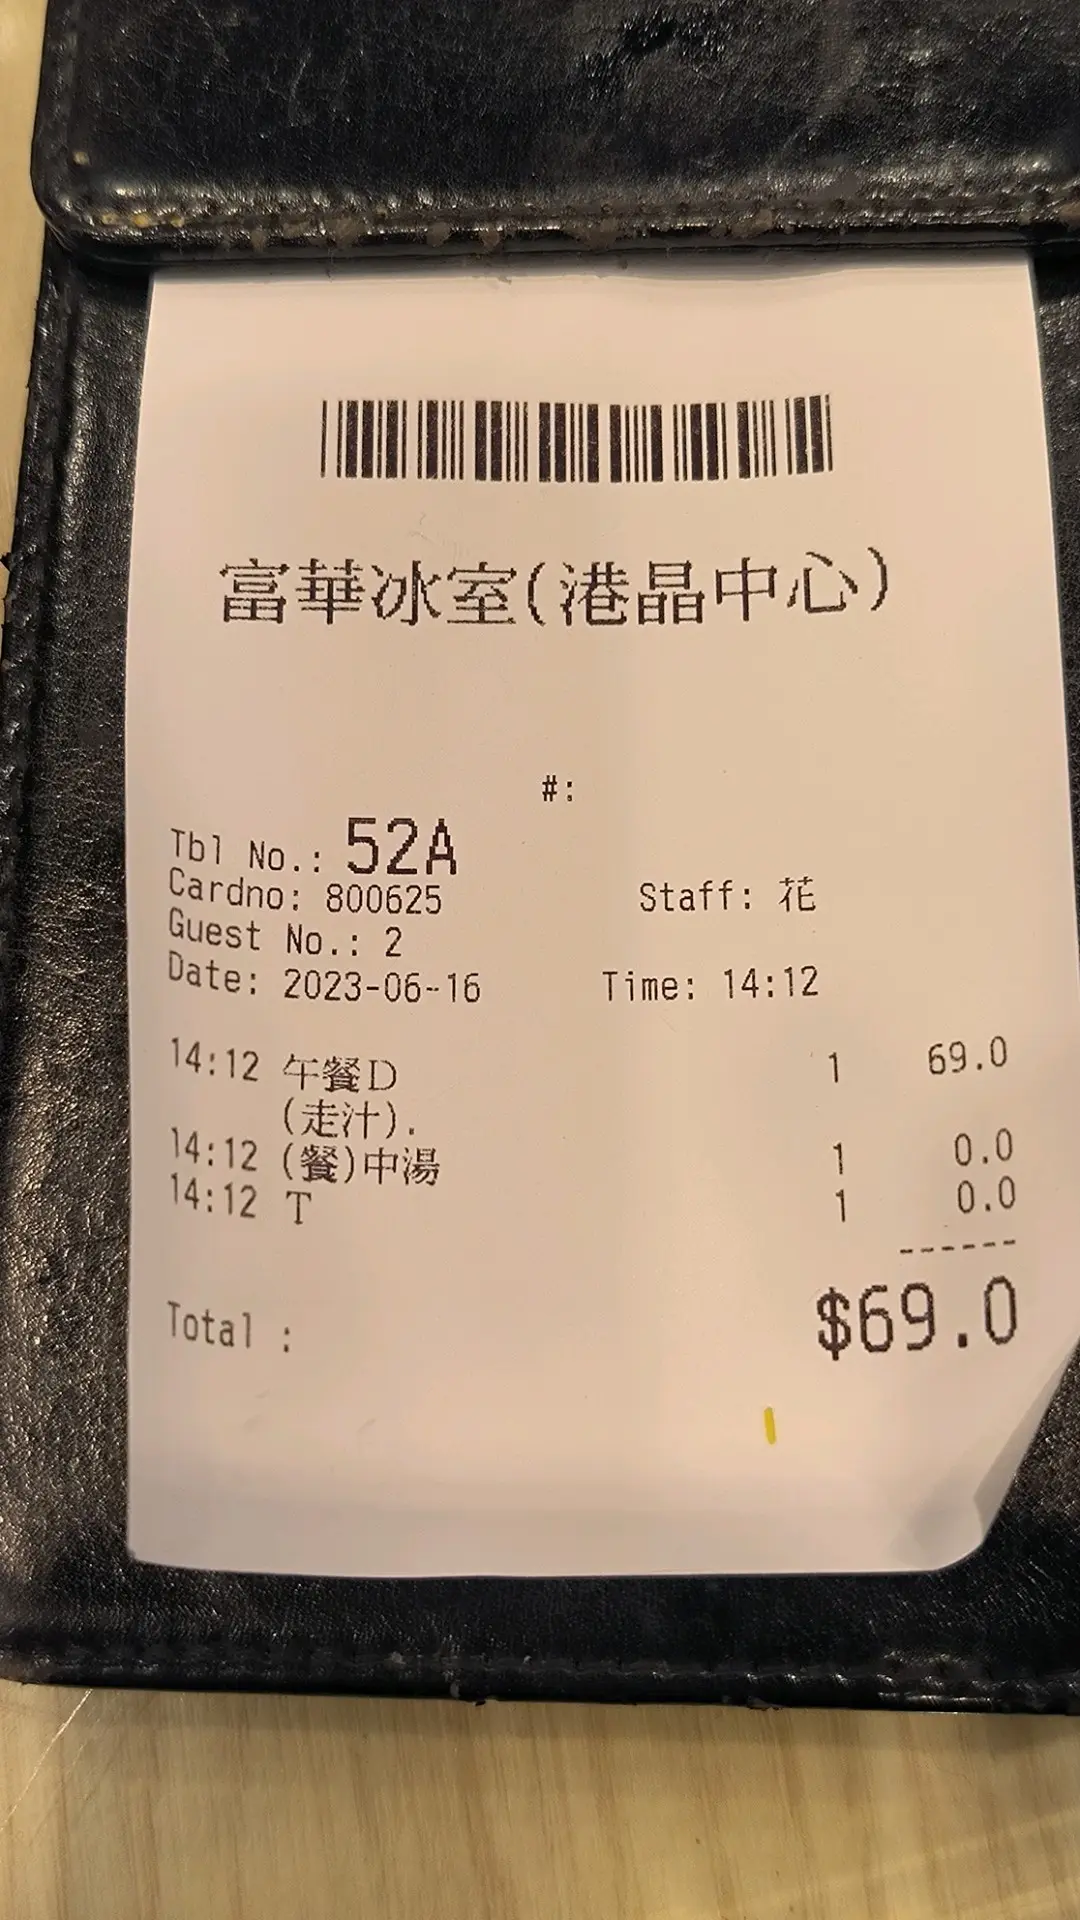 富華冰室(港晶中心)
#:
Tbl No.: 52A
Cardno: 800625 Staff: 花
Guest No.: 2
Date: 2023-06-16 Time: 14:12
14:12 午餐D 1 69.0
(走汁).
14:12 (餐)中湯 1 0.0
14:12 T 1 0.0
------
Total : $69.0